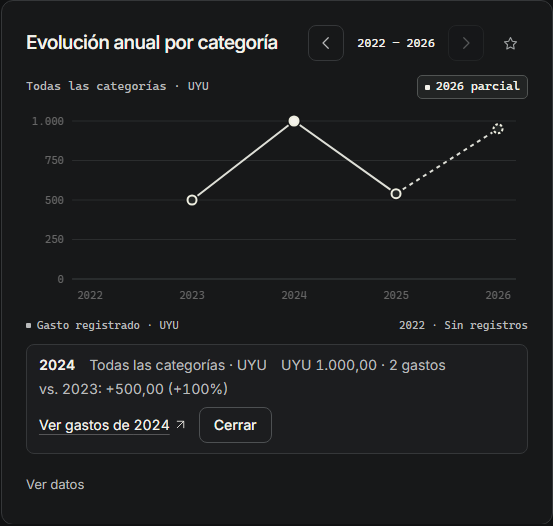 Evolución anual por categoría
2022 — 2026
Todas las categorías · UYU
2026 parcial
1.000
750
500
250
0
2022 2023 2024 2025 2026
Gasto registrado · UYU
2022 · Sin registros
2024 Todas las categorías · UYU UYU 1.000,00 · 2 gastos
vs. 2023: +500,00 (+100%)
Ver gastos de 2024
Cerrar
Ver datos